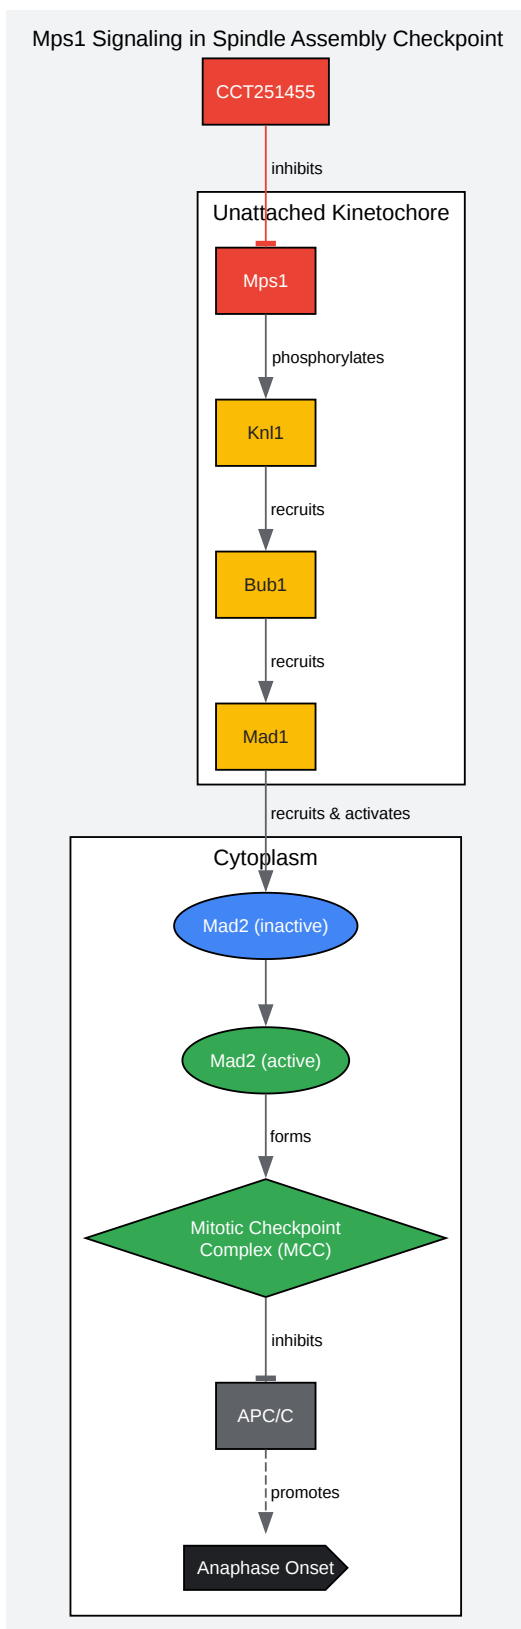 Mps1 Signaling in Spindle Assembly Checkpoint
CCT251455
inhibits
Unattached Kinetochore
Mps1
phosphorylates
Knl1
recruits
Bub1
recruits
Mad1
recruits & activates
Cytoplasm
Mad2 (inactive)
Mad2 (active)
forms
Mitotic Checkpoint
Complex (MCC)
inhibits
APC/C
promotes
Anaphase Onset